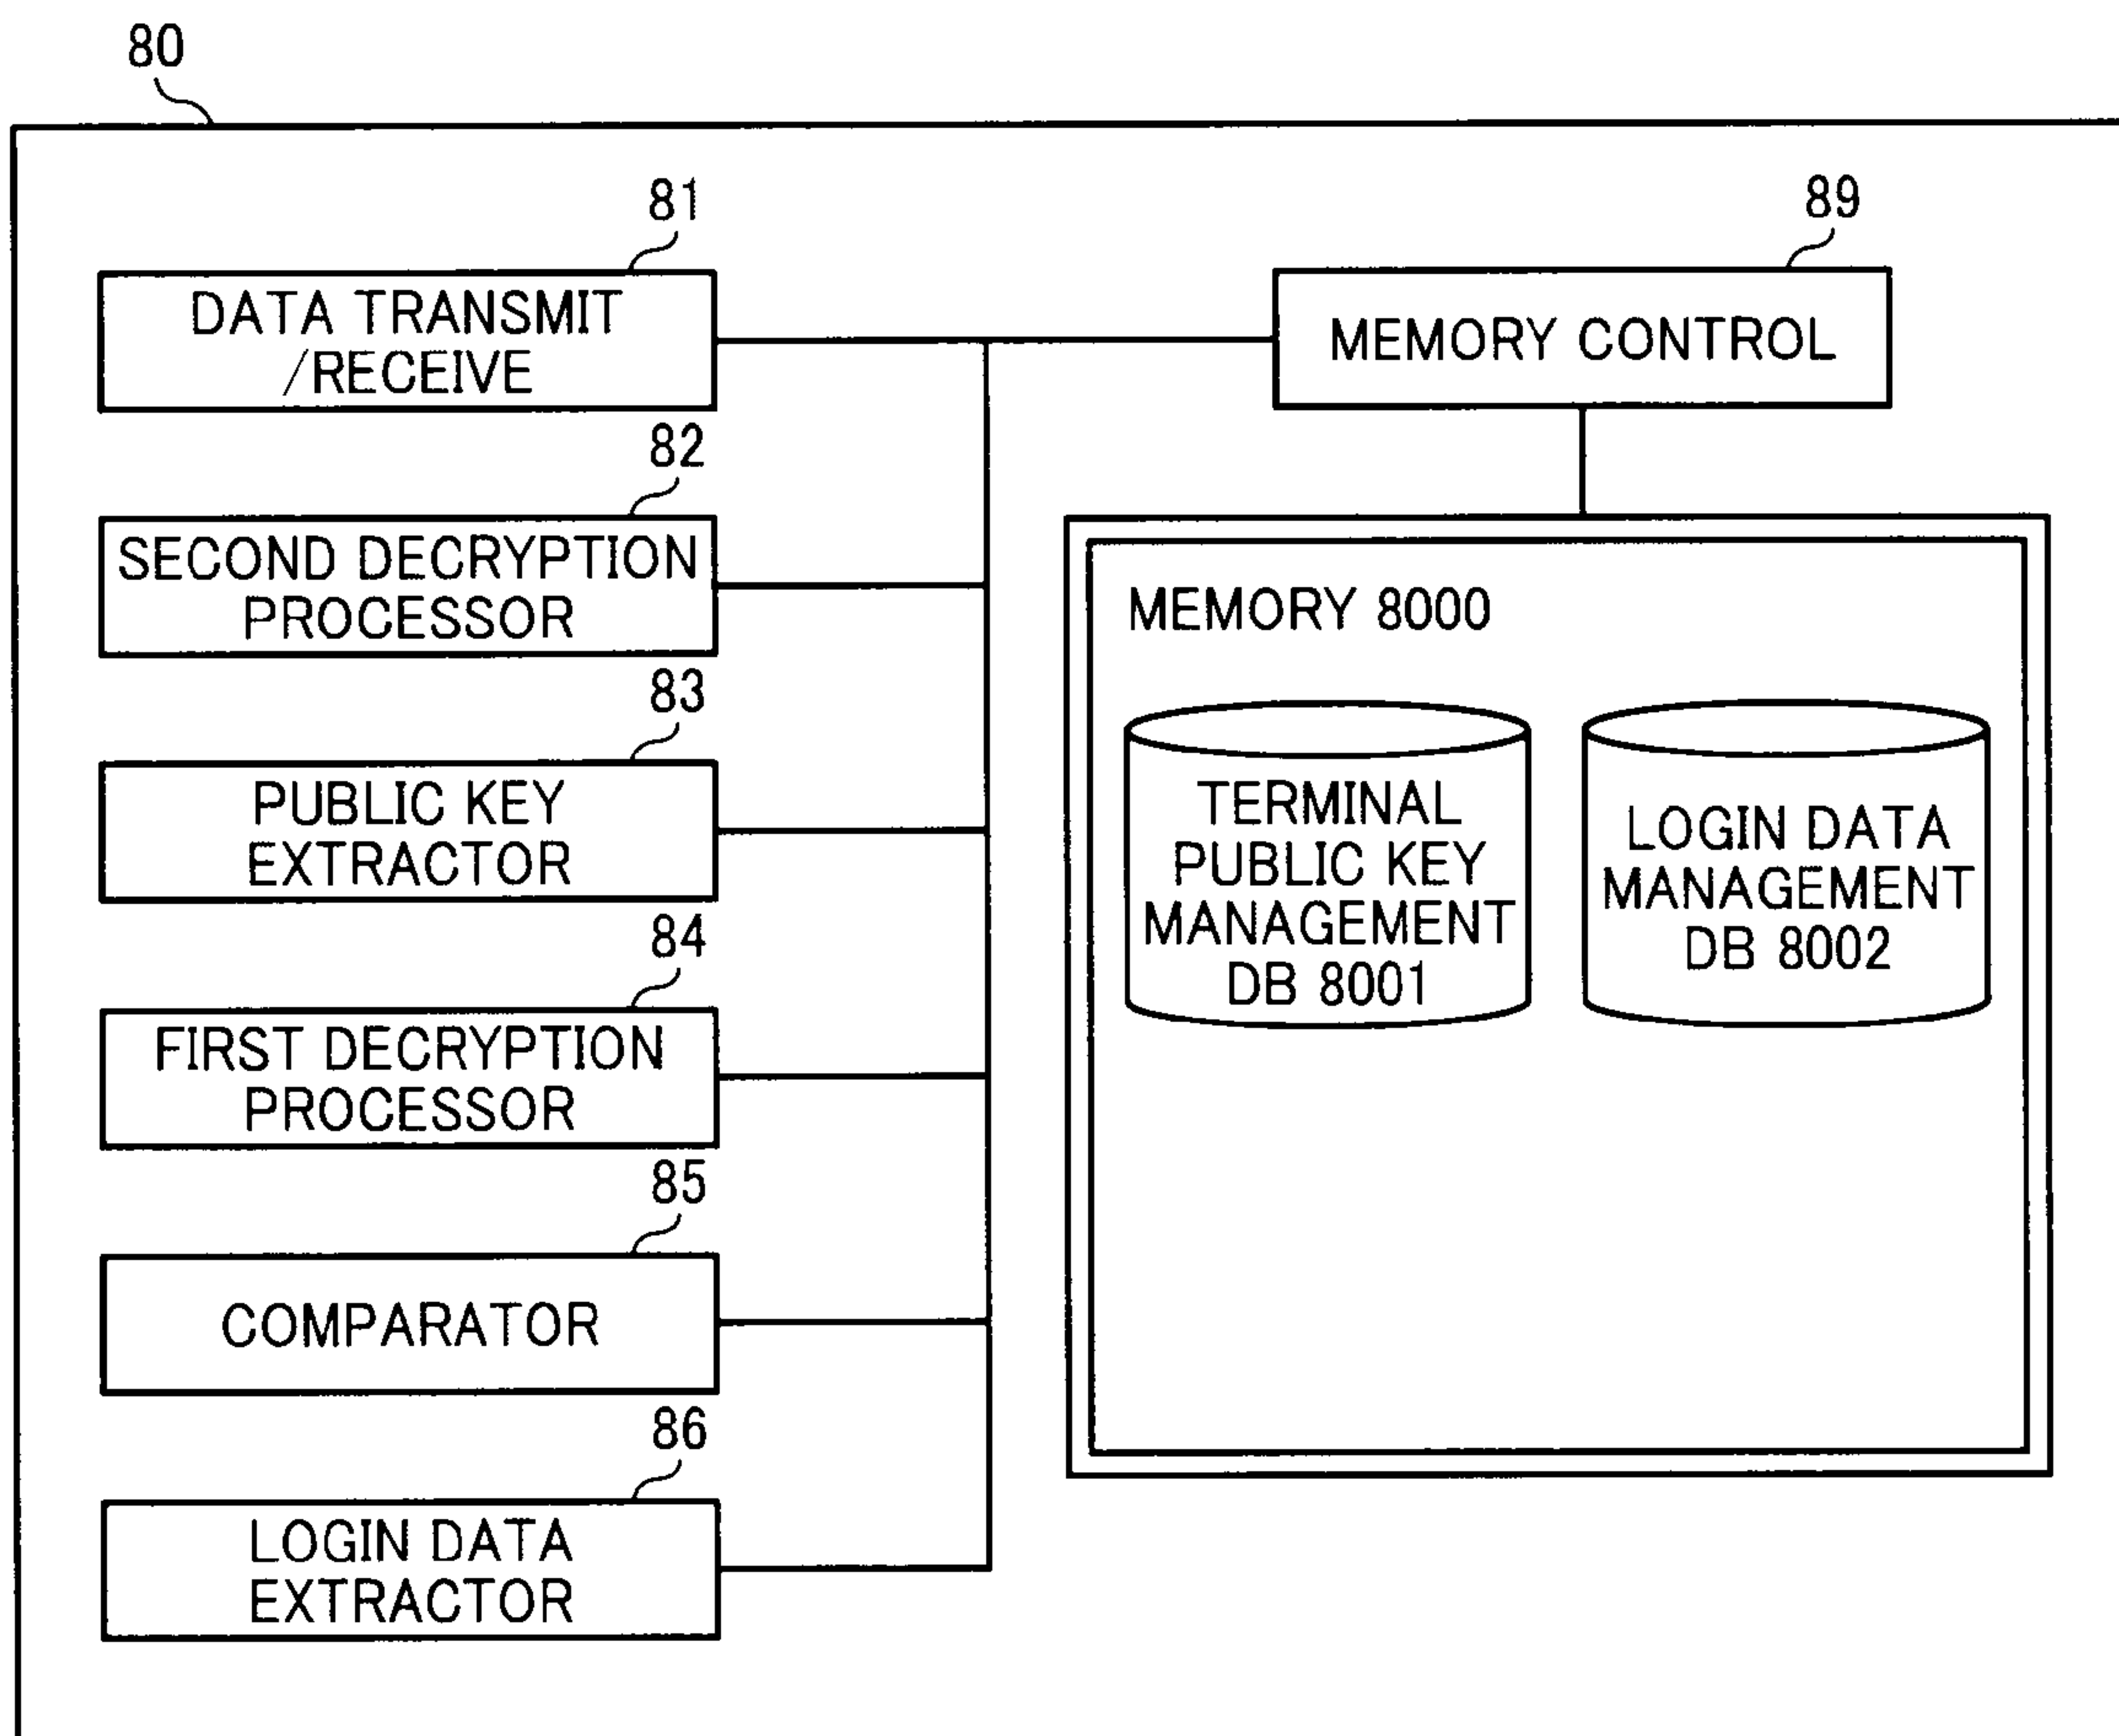 80
81
DATA TRANSMIT
/RECEIVE
82
SECOND DECRYPTION
PROCESSOR
83
PUBLIC KEY
EXTRACTOR
84
FIRST DECRYPTION
PROCESSOR
85
COMPARATOR
86
LOGIN DATA
EXTRACTOR
89
MEMORY CONTROL
MEMORY 8000
TERMINAL
PUBLIC KEY
MANAGEMENT
DB 8001
LOGIN DATA
MANAGEMENT
DB 8002